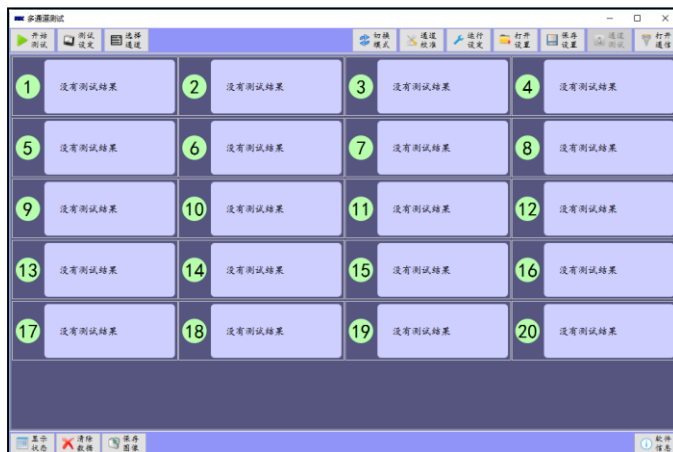 多通道测试
开始 测试 选择 切换 通道 运行 打开 保存 通道 打开
测试 设定 通道 模式 校准 设定 设置 设置 测试 通信
1 没有测试结果 2 没有测试结果 3 没有测试结果 4 没有测试结果
5 没有测试结果 6 没有测试结果 7 没有测试结果 8 没有测试结果
9 没有测试结果 10 没有测试结果 11 没有测试结果 12 没有测试结果
13 没有测试结果 14 没有测试结果 15 没有测试结果 16 没有测试结果
17 没有测试结果 18 没有测试结果 19 没有测试结果 20 没有测试结果
显示 清除 保存 软件
状态 数据 图像 信息